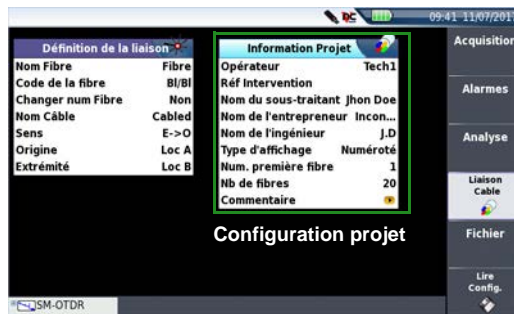 09:41 11/07/201
Définition de la liaison
Nom Fibre Fibre
Code de la fibre Bl/Bl
Changer num Fibre Non
Nom Câble Cabled
Sens E->O
Origine Loc A
Extrémité Loc B
Information Projet
Opérateur Tech1
Réf Intervention
Nom du sous-traitant Jhon Doe
Nom de l'entrepreneur Incon...
Nom de l'ingénieur J.D
Type d'affichage Numéroté
Num. première fibre 1
Nb de fibres 20
Commentaire
Configuration projet
Acquisition
Alarmes
Analyse
Liaison
Cable
Fichier
Lire
Config.
SM-OTDR